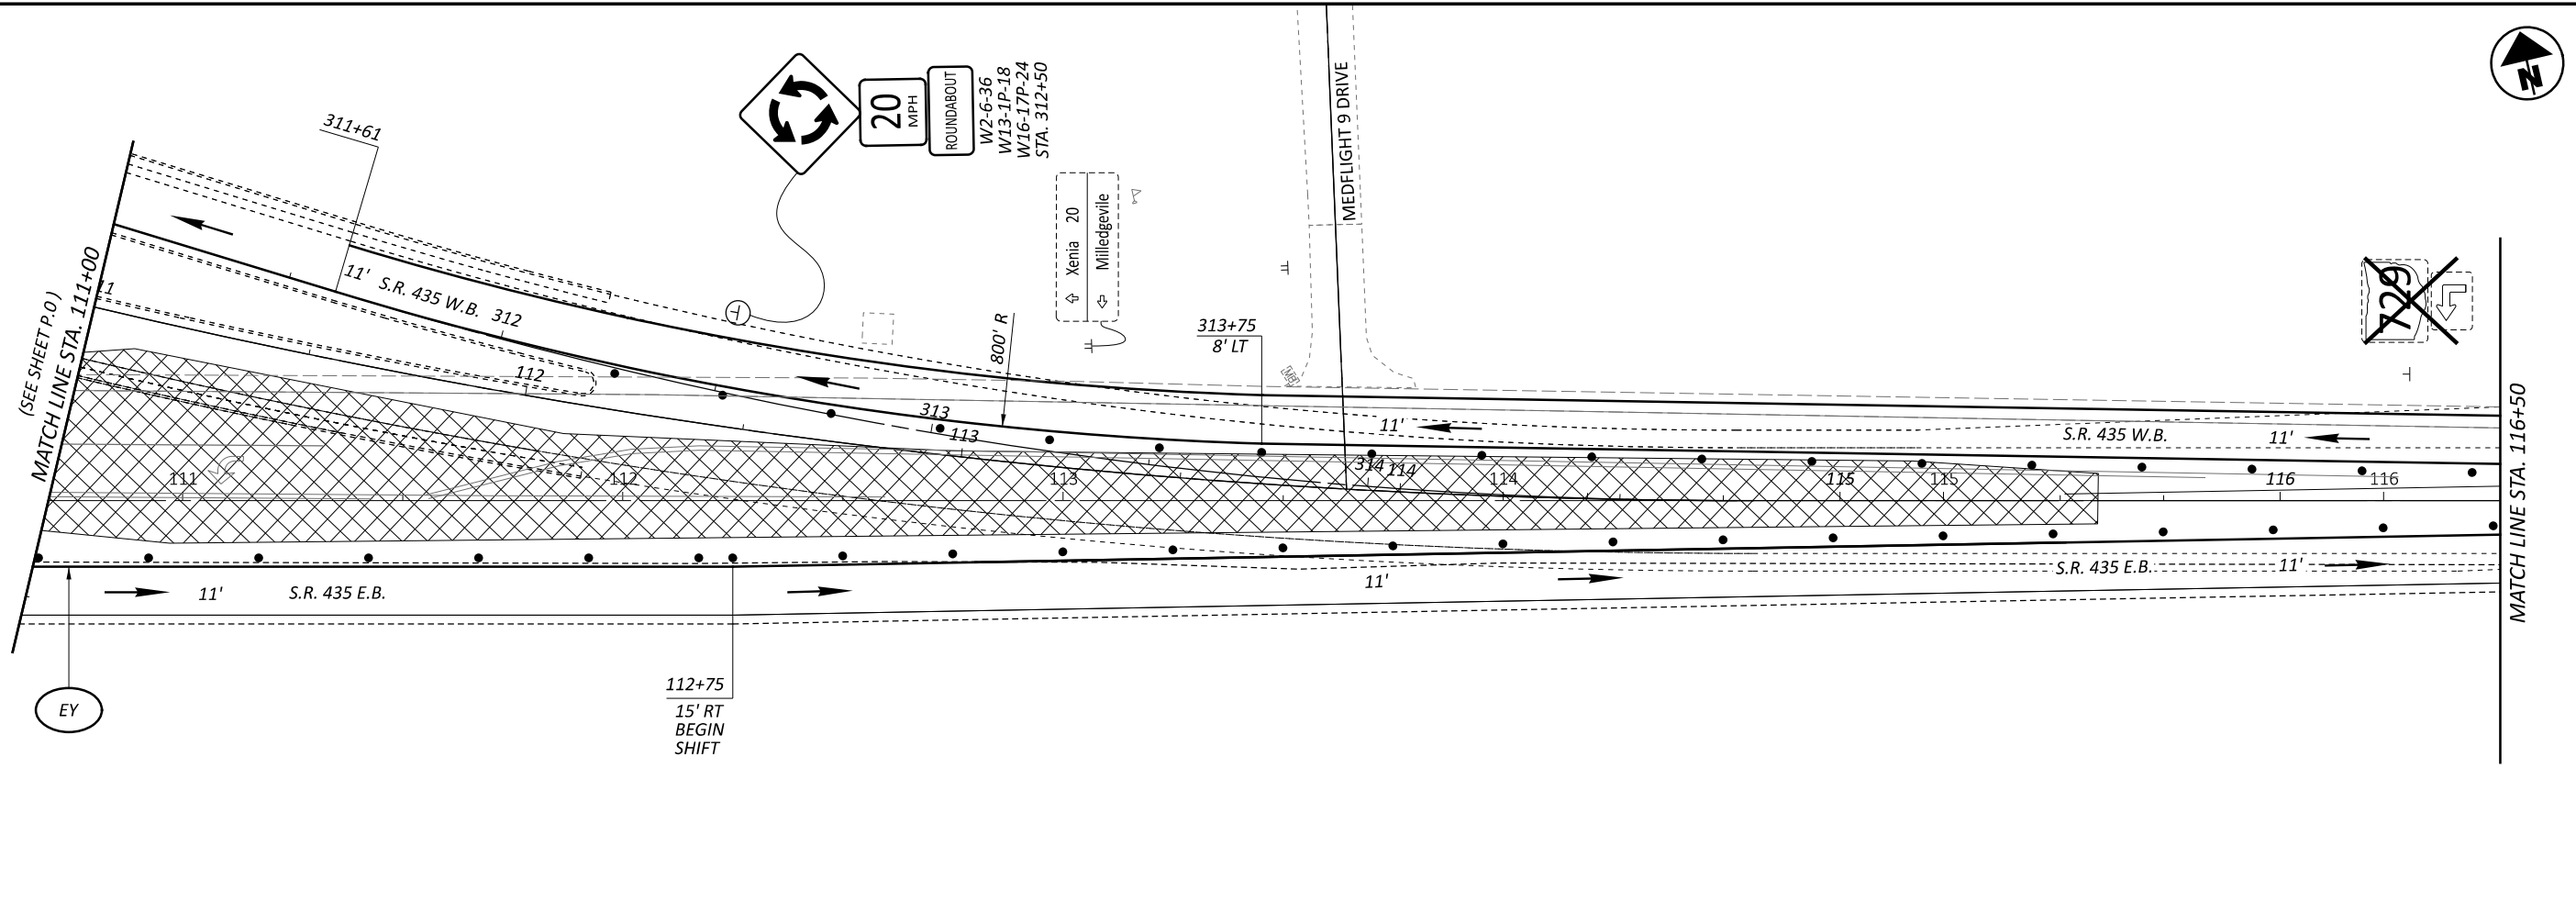 311+61
20
MPH
ROUNDABOUT
W2-6-36
W13-1P-18
W16-17P-24
STA. 312+50
Xenia 20
Milledgevile
MEDFLIGHT 9 DRIVE
N
729
(SEE SHEET P.0 )
MATCH LINE STA. 111+00
11
11' S.R. 435 W.B. 312
112
800' R
313+75
8' LT
313
113
11'
S.R. 435 W.B.
11'
314
114
111
112
113
114
115
115
116
116
MATCH LINE STA. 116+50
11'
S.R. 435 E.B.
11'
S.R. 435 E.B.
11'
EY
112+75
15' RT
BEGIN
SHIFT